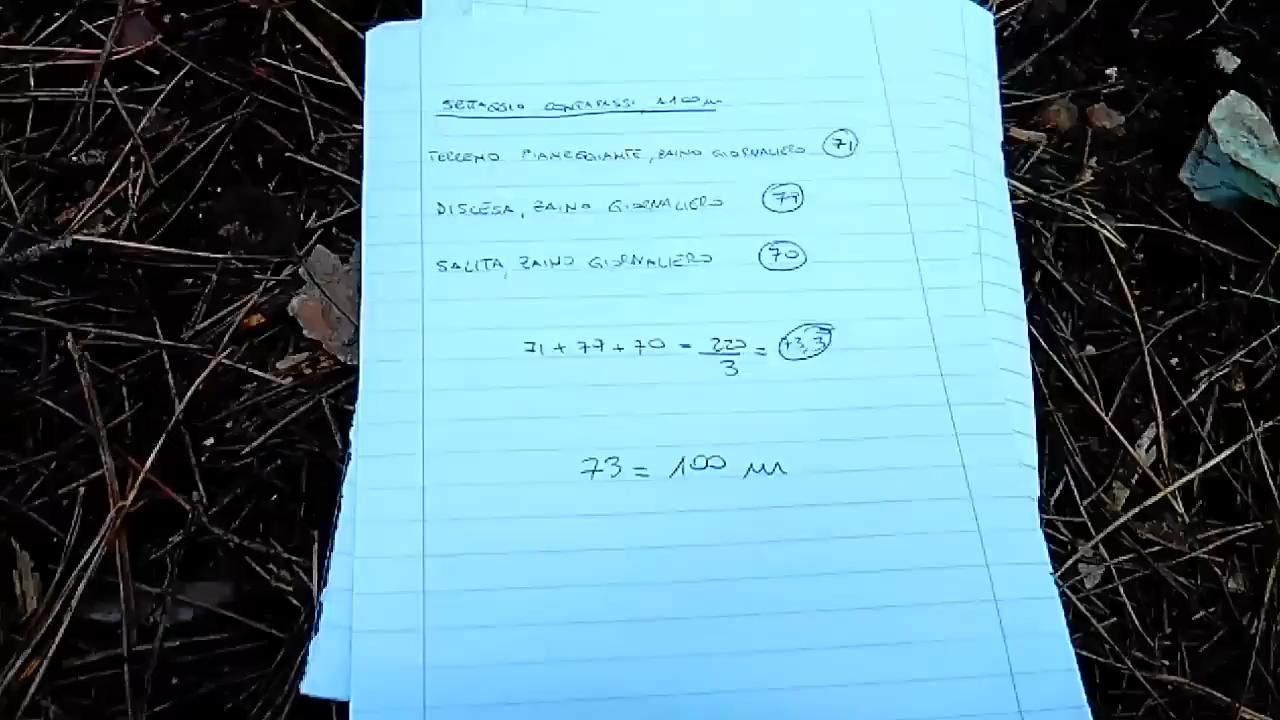 SETTAGGIO CONTAPASSI, 100 m
TERRENO PIANEGGIANTE, ZAINO GIORNALIERO 71
DISCESA, ZAINO GIORNALIERO 77
SALITA, ZAINO GIORNALIERO 70
71 + 77 + 70 = 220/3 = 73,3
73 = 100 m